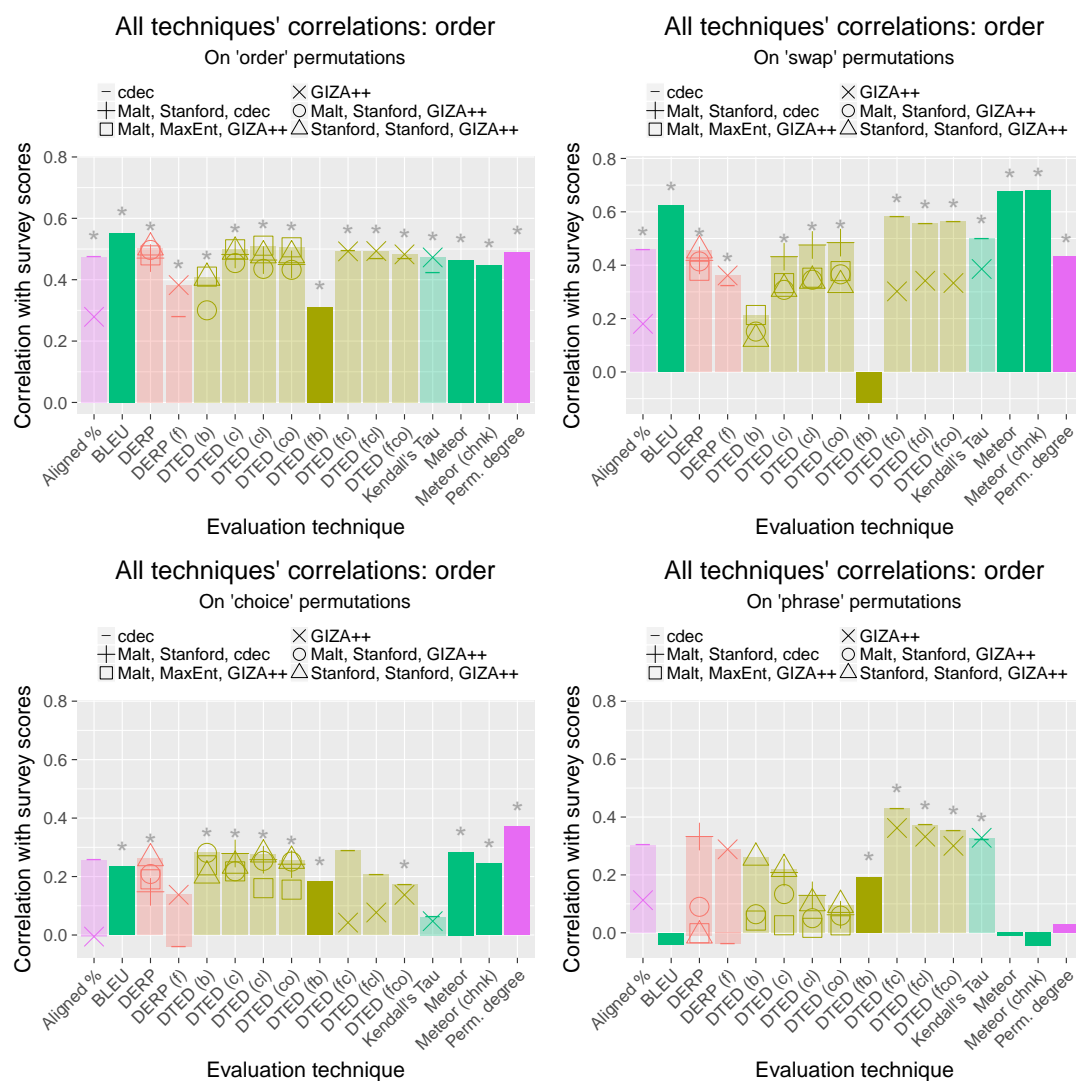 All techniques' correlations: order
On 'order' permutations
cdec
GIZA++
Malt, Stanford, cdec
Malt, Stanford, GIZA++
Malt, MaxEnt, GIZA++
Stanford, Stanford, GIZA++
Correlation with survey scores
0.8
0.6
0.4
0.2
0.0
* * * * * * * * * * * * * * * *
Aligned %
BLEU
DERP
DERP (f)
DTED (b)
DTED (c)
DTED (cl)
DTED (co)
DTED (fb)
DTED (fc)
DTED (fcl)
DTED (fco)
Kendall's Tau
Meteor
Meteor (chnk)
Perm. degree
Evaluation technique
All techniques' correlations: order
On 'swap' permutations
cdec
GIZA++
Malt, Stanford, cdec
Malt, Stanford, GIZA++
Malt, MaxEnt, GIZA++
Stanford, Stanford, GIZA++
Correlation with survey scores
0.8
0.6
0.4
0.2
0.0
* * * * * * * * * * * * * *
Aligned %
BLEU
DERP
DERP (f)
DTED (b)
DTED (c)
DTED (cl)
DTED (co)
DTED (fb)
DTED (fc)
DTED (fcl)
DTED (fco)
Kendall's Tau
Meteor
Meteor (chnk)
Perm. degree
Evaluation technique
All techniques' correlations: order
On 'choice' permutations
cdec
GIZA++
Malt, Stanford, cdec
Malt, Stanford, GIZA++
Malt, MaxEnt, GIZA++
Stanford, Stanford, GIZA++
Correlation with survey scores
0.8
0.6
0.4
0.2
0.0
* * * * * * * * * * *
Aligned %
BLEU
DERP
DERP (f)
DTED (b)
DTED (c)
DTED (cl)
DTED (co)
DTED (fb)
DTED (fc)
DTED (fcl)
DTED (fco)
Kendall's Tau
Meteor
Meteor (chnk)
Perm. degree
Evaluation technique
All techniques' correlations: order
On 'phrase' permutations
cdec
GIZA++
Malt, Stanford, cdec
Malt, Stanford, GIZA++
Malt, MaxEnt, GIZA++
Stanford, Stanford, GIZA++
Correlation with survey scores
0.8
0.6
0.4
0.2
0.0
* * * * *
Aligned %
BLEU
DERP
DERP (f)
DTED (b)
DTED (c)
DTED (cl)
DTED (co)
DTED (fb)
DTED (fc)
DTED (fcl)
DTED (fco)
Kendall's Tau
Meteor
Meteor (chnk)
Perm. degree
Evaluation technique